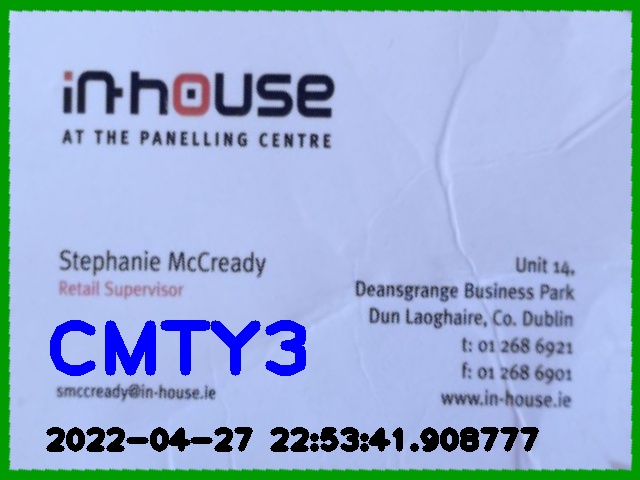 in-house
AT THE PANELLING CENTRE
Stephanie McCready
Retail Supervisor
CMTY3
smccready@in-house.ie
Unit 14,
Deansgrange Business Park
Dun Laoghaire, Co. Dublin
t: 01 268 6921
f: 01 268 6901
www.in-house.ie
2022-04-27 22:53:41.908777